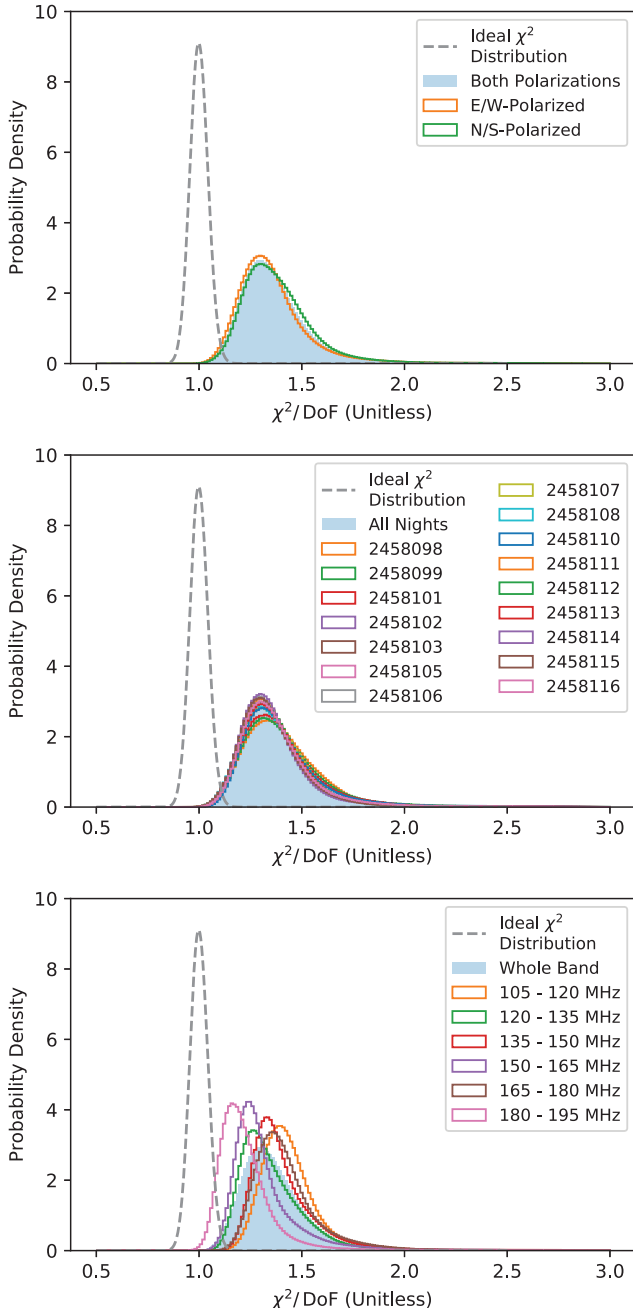 10
8
6
4
2
0
Probability Density
Ideal χ²
Distribution
Both Polarizations
E/W-Polarized
N/S-Polarized
0.5 1.0 1.5 2.0 2.5 3.0
χ²/DoF (Unitless)
10
8
6
4
2
0
Probability Density
Ideal χ²
Distribution
All Nights
2458098
2458099
2458101
2458102
2458103
2458105
2458106
2458107
2458108
2458110
2458111
2458112
2458113
2458114
2458115
2458116
0.5 1.0 1.5 2.0 2.5 3.0
χ²/DoF (Unitless)
10
8
6
4
2
0
Probability Density
Ideal χ²
Distribution
Whole Band
105 - 120 MHz
120 - 135 MHz
135 - 150 MHz
150 - 165 MHz
165 - 180 MHz
180 - 195 MHz
0.5 1.0 1.5 2.0 2.5 3.0
χ²/DoF (Unitless)